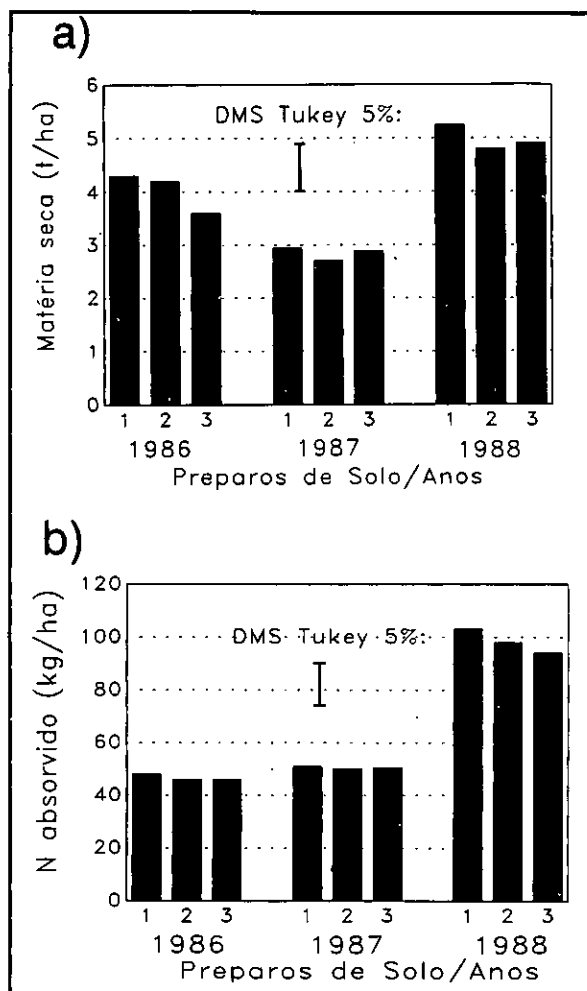 a)
Matéria seca (t/ha)
6
5
4
3
2
1
0
DMS Tukey 5%:
1 2 3 1 2 3 1 2 3
1986 1987 1988
Preparos de Solo/Anos
b)
N absorvido (kg/ha)
120
100
80
60
40
20
0
DMS Tukey 5%:
1 2 3 1 2 3 1 2 3
1986 1987 1988
Preparos de Solo/Anos